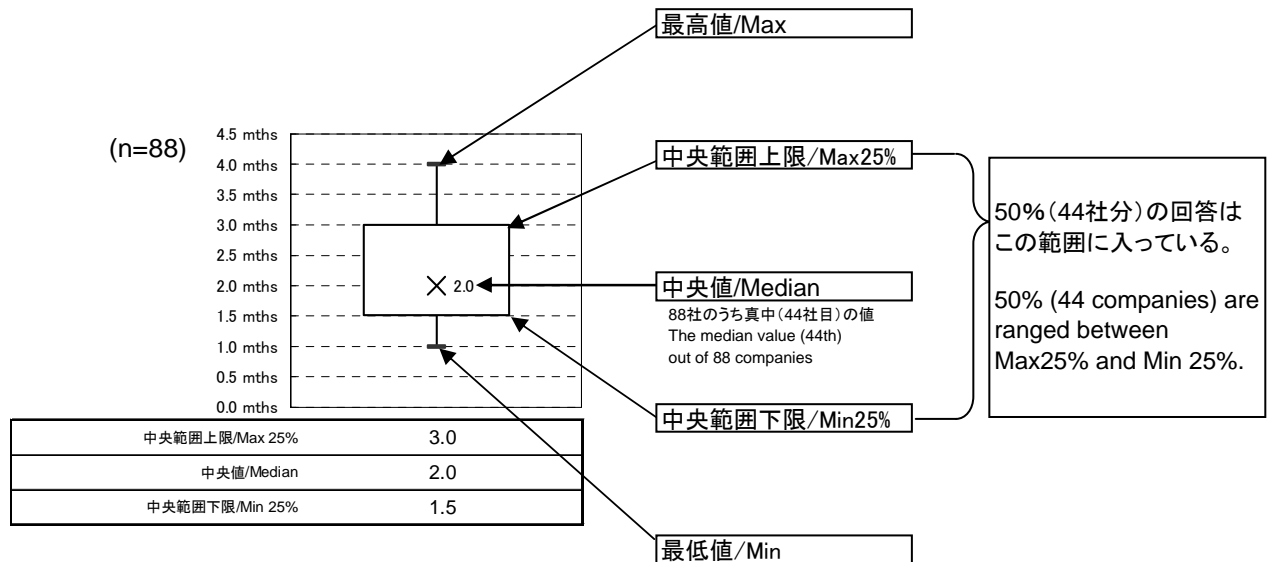 最高値/Max
(n=88)
4.5 mths
4.0 mths
3.5 mths
3.0 mths
2.5 mths
2.0 mths
1.5 mths
1.0 mths
0.5 mths
0.0 mths
2.0
中央範囲上限/Max25%
中央値/Median
88社のうち真中(44社目)の値
The median value (44th)
out of 88 companies
中央範囲下限/Min25%
50%(44社分)の回答は
この範囲に入っている。
50% (44 companies) are
ranged between
Max25% and Min 25%.
中央範囲上限/Max 25% 3.0
中央値/Median 2.0
中央範囲下限/Min 25% 1.5
最低値/Min